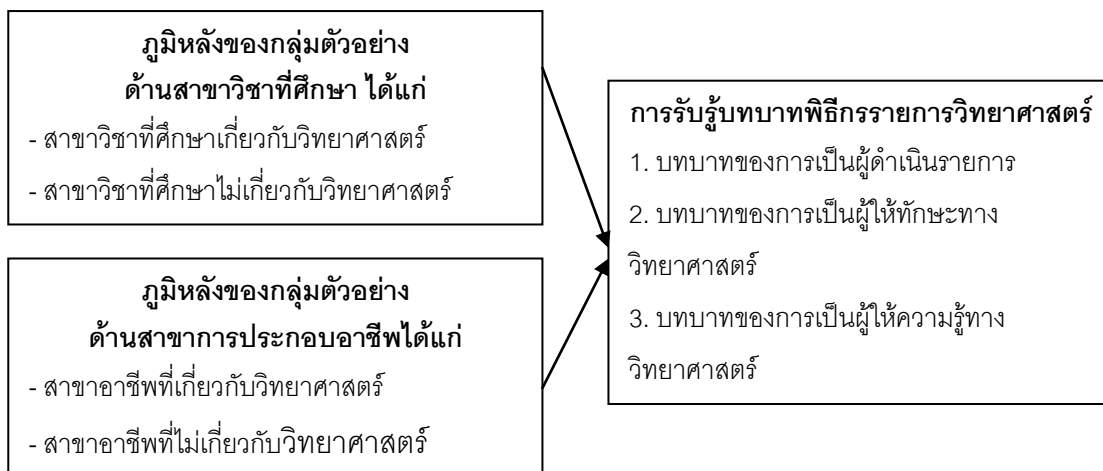 ภูมิหลังของกลุ่มตัวอย่าง
ด้านสาขาวิชาที่ศึกษา ได้แก่
- สาขาวิชาที่ศึกษาเกี่ยวกับวิทยาศาสตร์
- สาขาวิชาที่ศึกษาไม่เกี่ยวกับวิทยาศาสตร์
ภูมิหลังของกลุ่มตัวอย่าง
ด้านสาขาการประกอบอาชีพได้แก่
- สาขาอาชีพที่เกี่ยวกับวิทยาศาสตร์
- สาขาอาชีพที่ไม่เกี่ยวกับวิทยาศาสตร์
การรับรู้บทบาทพิธีกรรายการวิทยาศาสตร์
1. บทบาทของการเป็นผู้ดำเนินรายการ
2. บทบาทของการเป็นผู้ให้ทักษะทาง
วิทยาศาสตร์
3. บทบาทของการเป็นผู้ให้ความรู้ทาง
วิทยาศาสตร์